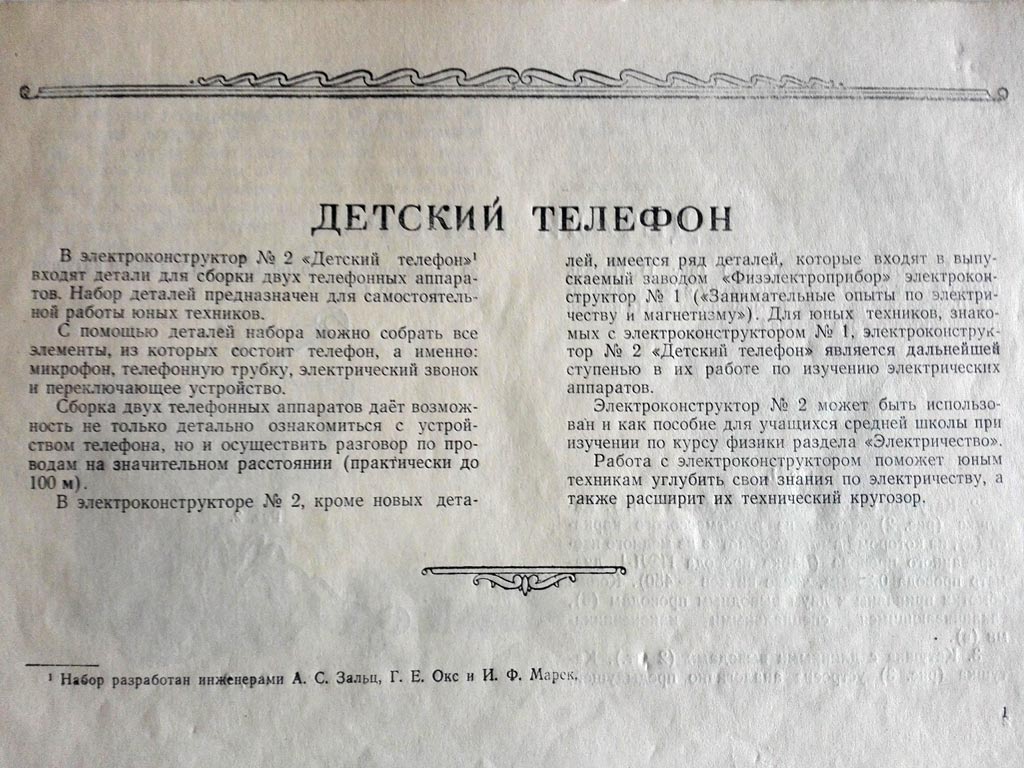 ДЕТСКИЙ ТЕЛЕФОН
В электроконструктор № 2 «Детский телефон»¹
входят детали для сборки двух телефонных аппара-
тов. Набор деталей предназначен для самостоятель-
ной работы юных техников.
С помощью деталей набора можно собрать все
элементы, из которых состоит телефон, а именно:
микрофон, телефонную трубку, электрический звонок
и переключающее устройство.
Сборка двух телефонных аппаратов даёт возмож-
ность не только детально ознакомиться с устрой-
ством телефона, но и осуществить разговор по про-
водам на значительном расстоянии (практически до
100 м).
В электроконструкторе № 2, кроме новых дета-
лей, имеется ряд деталей, которые входят в выпу-
скаемый заводом «Физэлектроприбор» электрокон-
структор № 1 («Занимательные опыты по электри-
честву и магнетизму»). Для юных техников, знако-
мых с электроконструктором № 1, электроконструк-
тор № 2 «Детский телефон» является дальнейшей
ступенью в их работе по изучению электрических
аппаратов.
Электроконструктор № 2 может быть использо-
ван и как пособие для учащихся средней школы при
изучении по курсу физики раздела «Электричество».
Работа с электроконструктором поможет юным
техникам углубить свои знания по электричеству, а
также расширит их технический кругозор.
¹ Набор разработан инженерами А. С. Зальц, Г. Е. Окс и И. Ф. Марек.
1